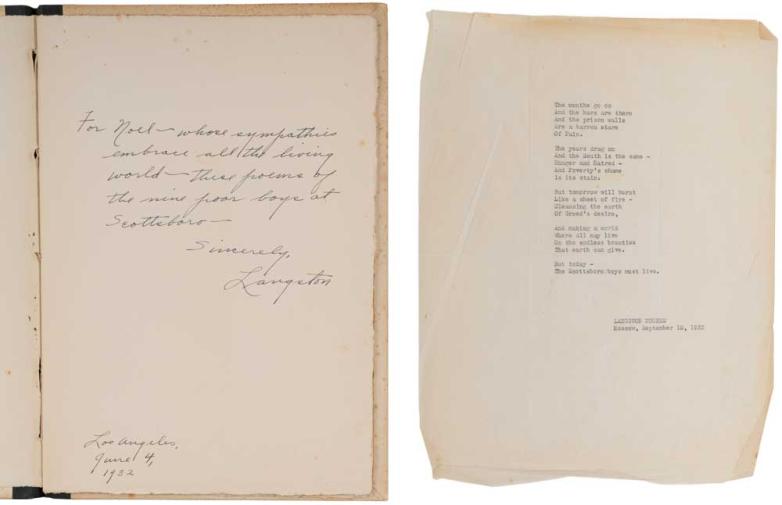 For Noel — whose sympathies
embrace all the living
world — these poems of
the nine poor boys at
Scottsboro —
Sincerely,
Langston
Los Angeles,
June 4,
1932
The months go on
And the bars are there
And the prison walls
Are a barren stare
Of Pain.
The years drag on
And the South is the same -
Hunger and Hatred -
And Poverty's shame
Is its stain.
But tomorrow will burst
Like a sheet of fire -
Cleansing the earth
Of Greed's desire,
And making a world
Where all may live
On the endless bounties
That earth can give.
But today -
The Scottsboro boys must live.
LANGSTON HUGHES
Moscow, September 1932